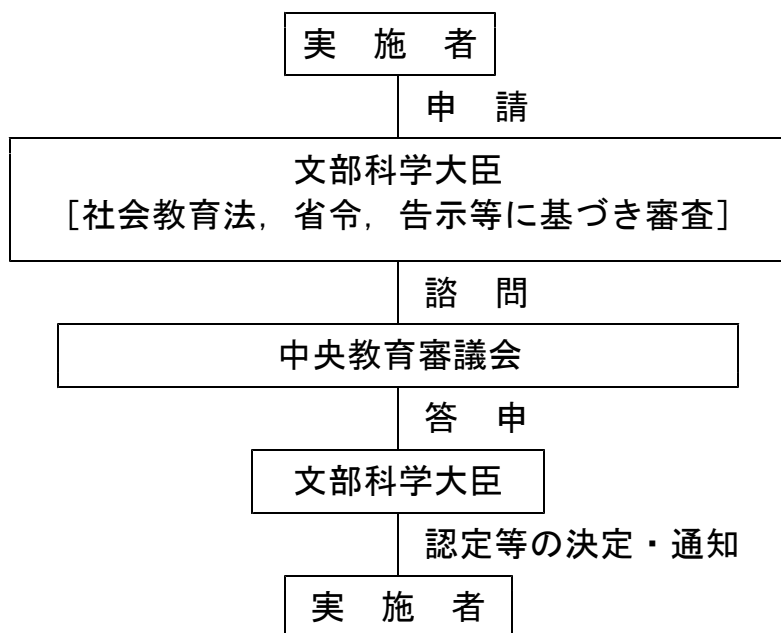 実　施　者
申　請
文部科学大臣
［社会教育法，省令，告示等に基づき審査］
諮　問
中央教育審議会
答　申
文部科学大臣
認定等の決定・通知
実　施　者